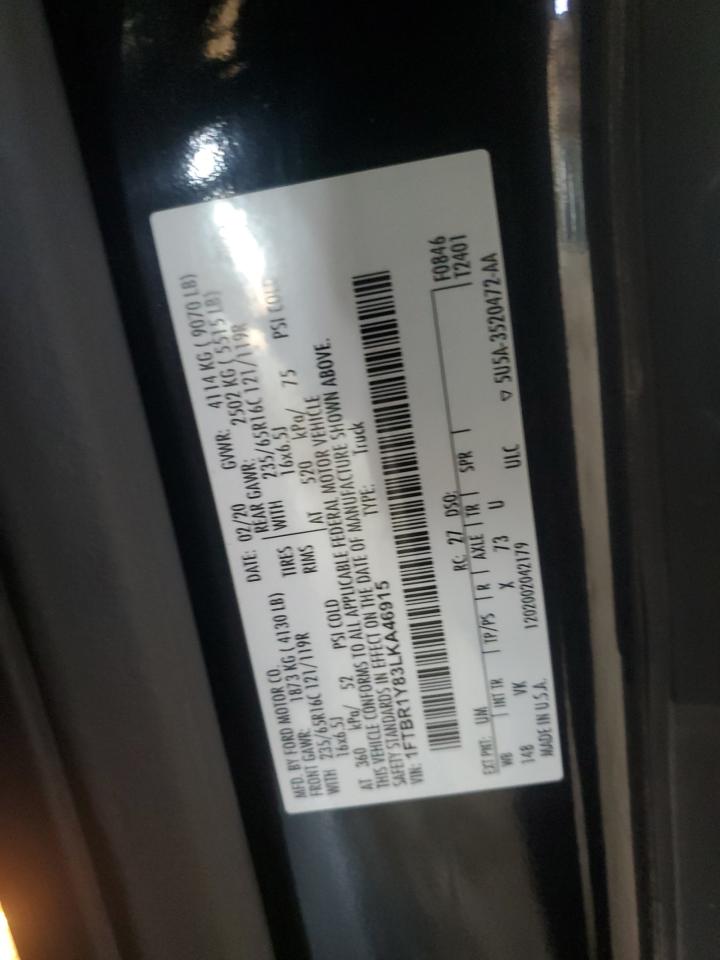 MFD. BY FORD MOTOR CO. DATE: 02/20 GVWR: 4114 KG ( 9070 LB)
FRONT GAWR: 1873 KG ( 4130 LB) REAR GAWR: 2502 KG ( 5515 LB)
WITH 235/65R16C 121/119R TIRES WITH 235/65R16C 121/119R
16x6.5J RIMS 16x6.5J
AT 360 kPa/ 52 PSI COLD AT 520 kPa/ 75 PSI COLD
THIS VEHICLE CONFORMS TO ALL APPLICABLE FEDERAL MOTOR VEHICLE
SAFETY STANDARDS IN EFFECT ON THE DATE OF MANUFACTURE SHOWN ABOVE.
VIN: 1FTBR1Y83LKA46915 TYPE: Truck
F0846
T2401
EXT PNT: UM RC: 27 DSO:
WB INT TR TP/PS R AXLE TR SPR
148 VK X 73 U ULC 5U5A-3520472-AA
MADE IN U.S.A. 1202002042179